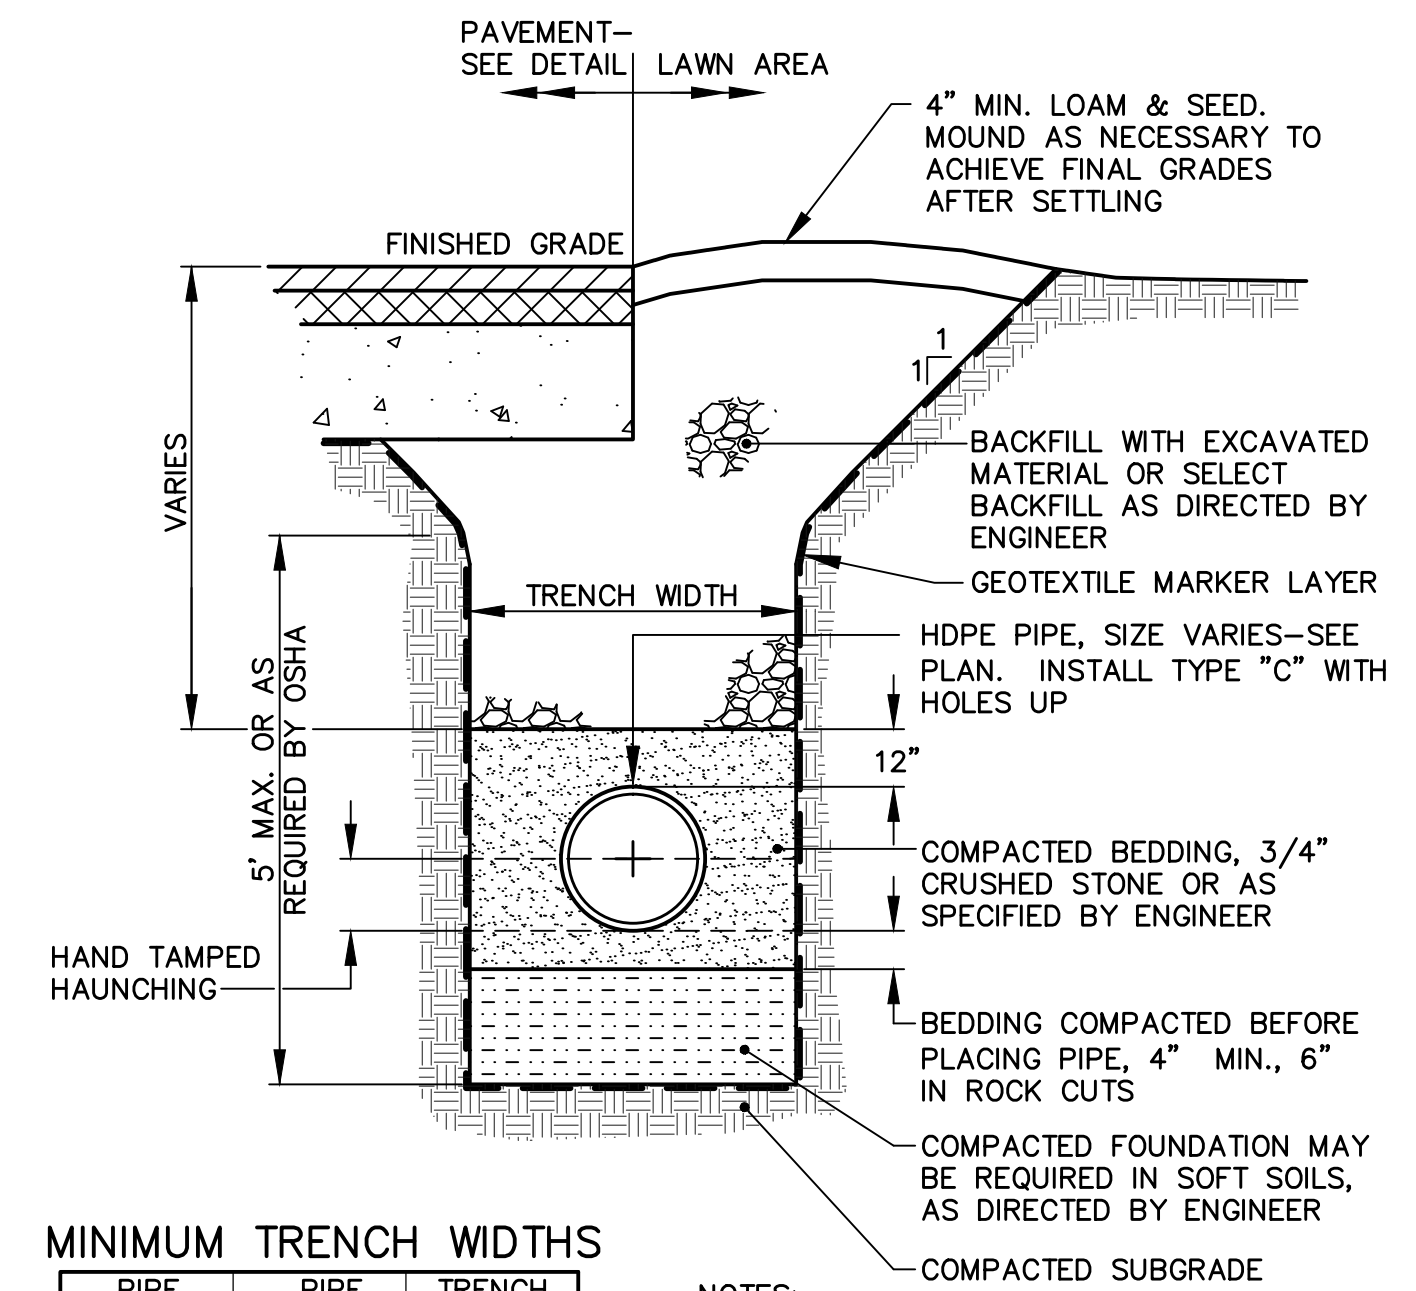 PAVEMENT–
SEE DETAIL
LAWN AREA
4" MIN. LOAM & SEED.
MOUND AS NECESSARY TO
ACHIEVE FINAL GRADES
AFTER SETTLING
FINISHED GRADE
1
1
VARIES
BACKFILL WITH EXCAVATED
MATERIAL OR SELECT
BACKFILL AS DIRECTED BY
ENGINEER
GEOTEXTILE MARKER LAYER
TRENCH WIDTH
HDPE PIPE, SIZE VARIES–SEE
PLAN. INSTALL TYPE "C" WITH
HOLES UP
5' MAX. OR AS
REQUIRED BY OSHA
12"
COMPACTED BEDDING, 3/4"
CRUSHED STONE OR AS
SPECIFIED BY ENGINEER
HAND TAMPED
HAUNCHING
BEDDING COMPACTED BEFORE
PLACING PIPE, 4" MIN., 6"
IN ROCK CUTS
COMPACTED FOUNDATION MAY
BE REQUIRED IN SOFT SOILS,
AS DIRECTED BY ENGINEER
COMPACTED SUBGRADE
MINIMUM TRENCH WIDTHS
PIPE
PIPE
TRENCH
NOTES: